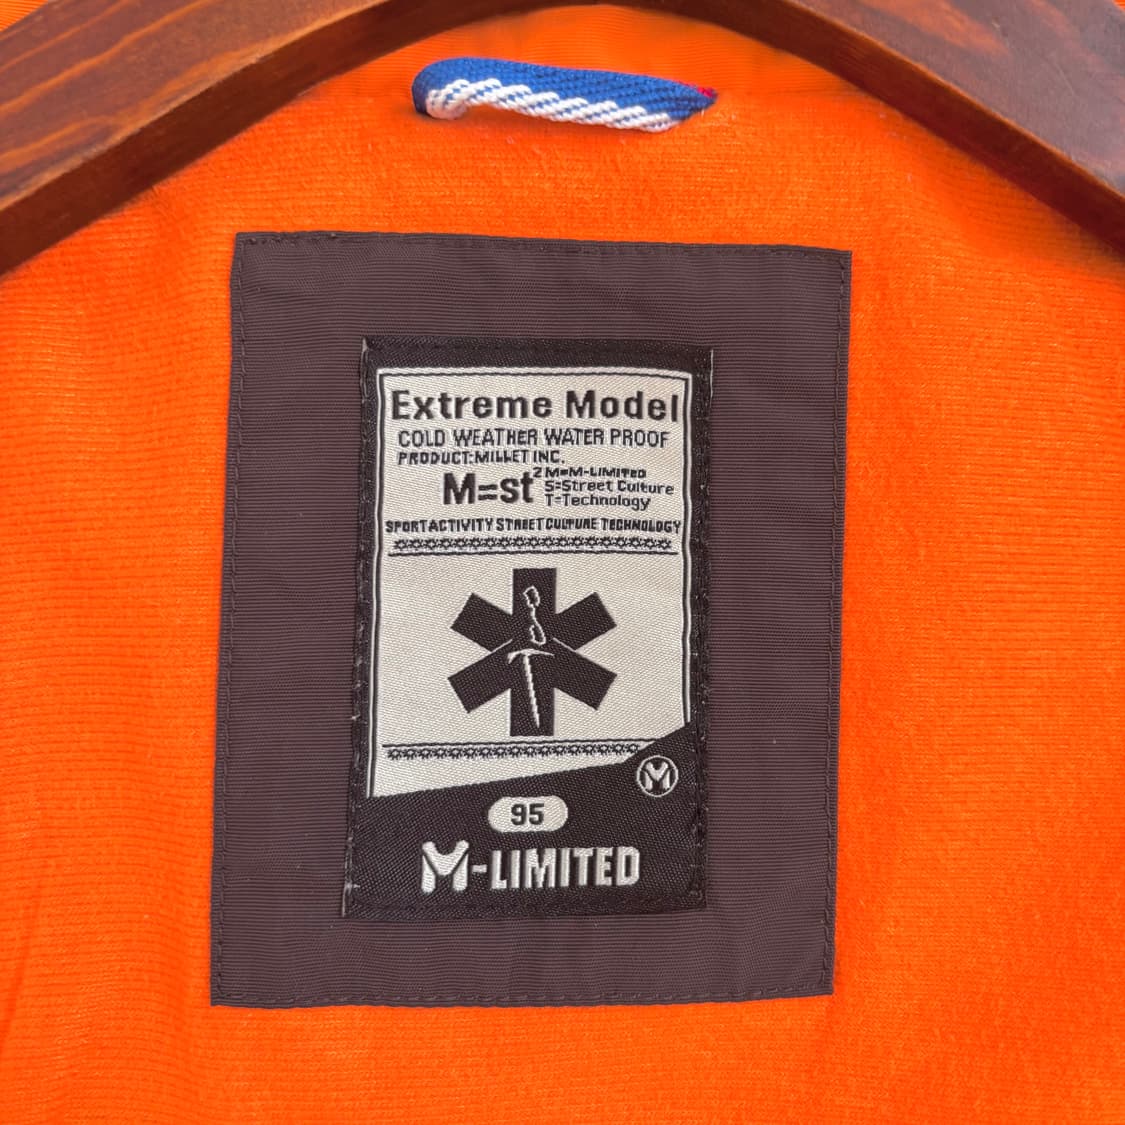 Extreme Model
COLD WEATHER WATER PROOF
PRODUCT:MILLET INC.
M=st²
M=M-LIMITED
S=Street Culture
T=Technology
SPORT ACTIVITY STREET CULTURE TECHNOLOGY
M
95
M-LIMITED